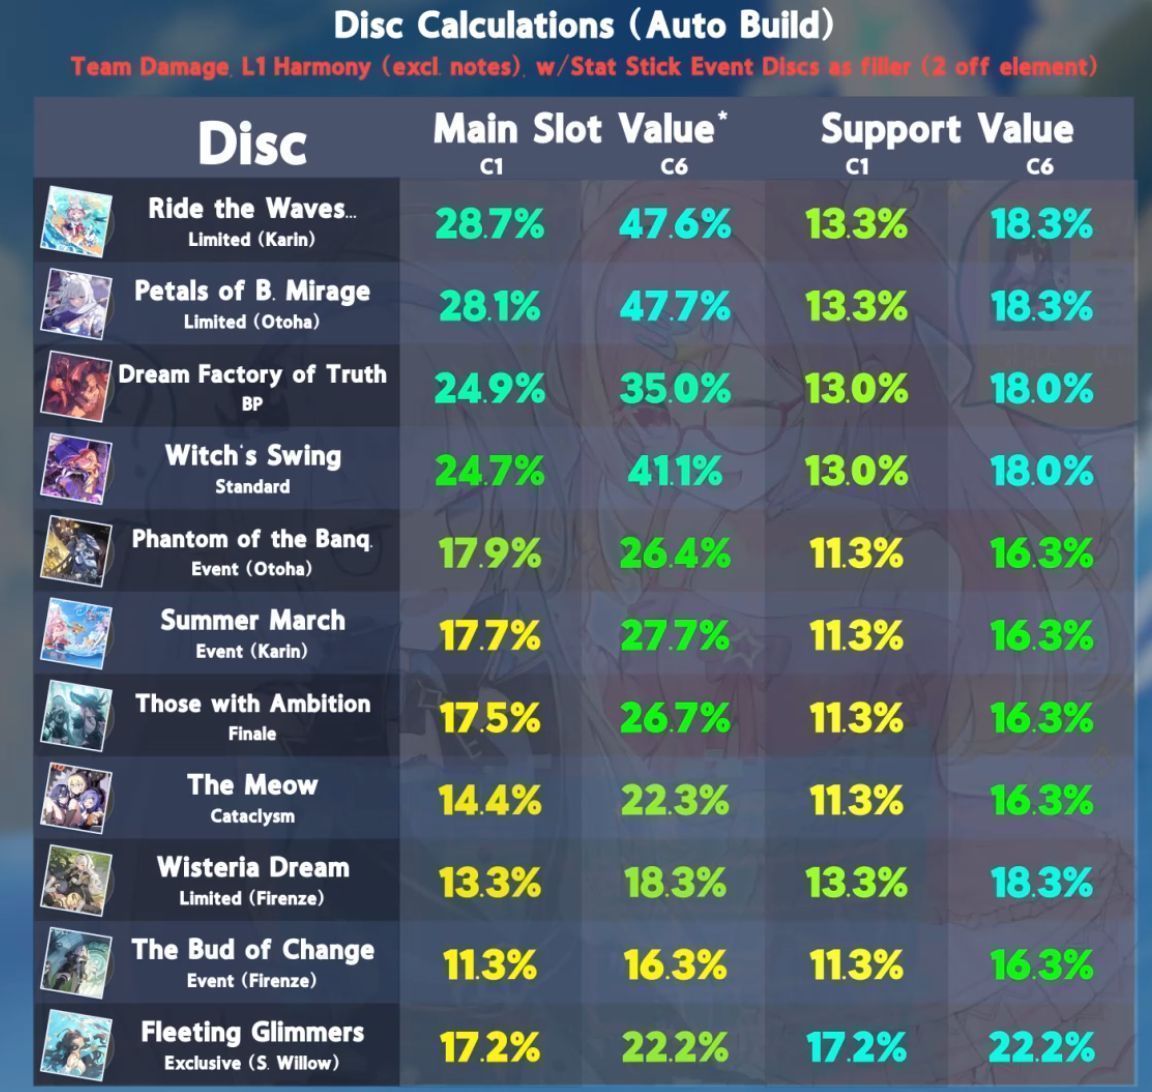 Disc Calculations (Auto Build)
Team Damage, L1 Harmony (excl. notes), w/Stat Stick Event Discs as filler (2 off element)
Disc Main Slot Value* Support Value
C1 C6 C1 C6
Ride the Waves... 28.7% 47.6% 13.3% 18.3%
Limited (Karin)
Petals of B. Mirage 28.1% 47.7% 13.3% 18.3%
Limited (Otoha)
Dream Factory of Truth 24.9% 35.0% 13.0% 18.0%
BP
Witch's Swing 24.7% 41.1% 13.0% 18.0%
Standard
Phantom of the Banq. 17.9% 26.4% 11.3% 16.3%
Event (Otoha)
Summer March 17.7% 27.7% 11.3% 16.3%
Event (Karin)
Those with Ambition 17.5% 26.7% 11.3% 16.3%
Finale
The Meow 14.4% 22.3% 11.3% 16.3%
Cataclysm
Wisteria Dream 13.3% 18.3% 13.3% 18.3%
Limited (Firenze)
The Bud of Change 11.3% 16.3% 11.3% 16.3%
Event (Firenze)
Fleeting Glimmers 17.2% 22.2% 17.2% 22.2%
Exclusive (S. Willow)